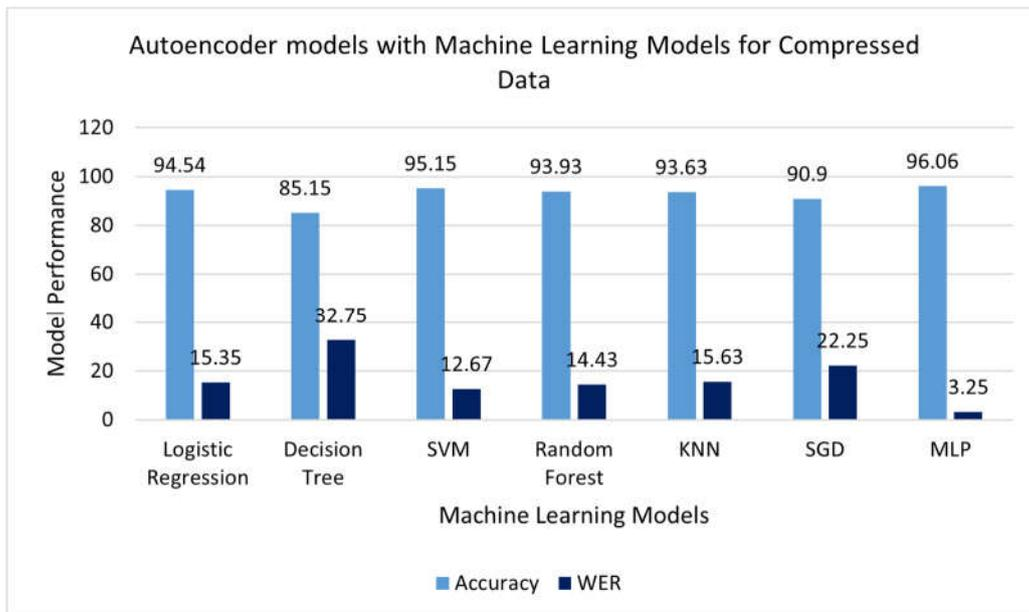 Autoencoder models with Machine Learning Models for Compressed
Data
Model Performance
120
100
80
60
40
20
0
94.54
85.15
95.15
93.93
93.63
90.9
96.06
15.35
32.75
12.67
14.43
15.63
22.25
3.25
Logistic
Regression
Decision
Tree
SVM
Random
Forest
KNN
SGD
MLP
Machine Learning Models
Accuracy
WER